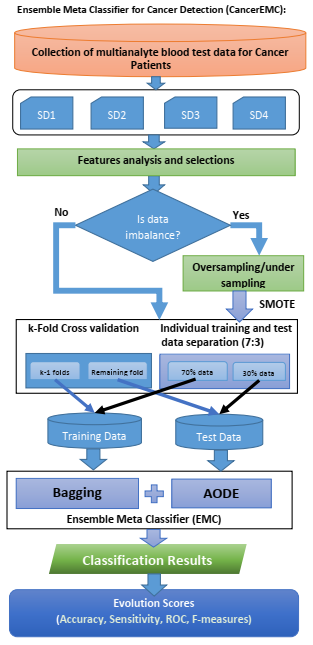 Ensemble Meta Classifier for Cancer Detection (CancerEMC):
Collection of multianalyte blood test data for Cancer
Patients
SD1 SD2 SD3 SD4
Features analysis and selections
Is data
imbalance?
No
Yes
Oversampling/under
sampling
SMOTE
k-Fold Cross validation
Individual training and test
data separation (7:3)
k-1 folds
Remaining fold
70% data
30% data
Training Data
Test Data
Bagging
AODE
Ensemble Meta Classifier (EMC)
Classification Results
Evolution Scores
(Accuracy, Sensitivity, ROC, F-measures)